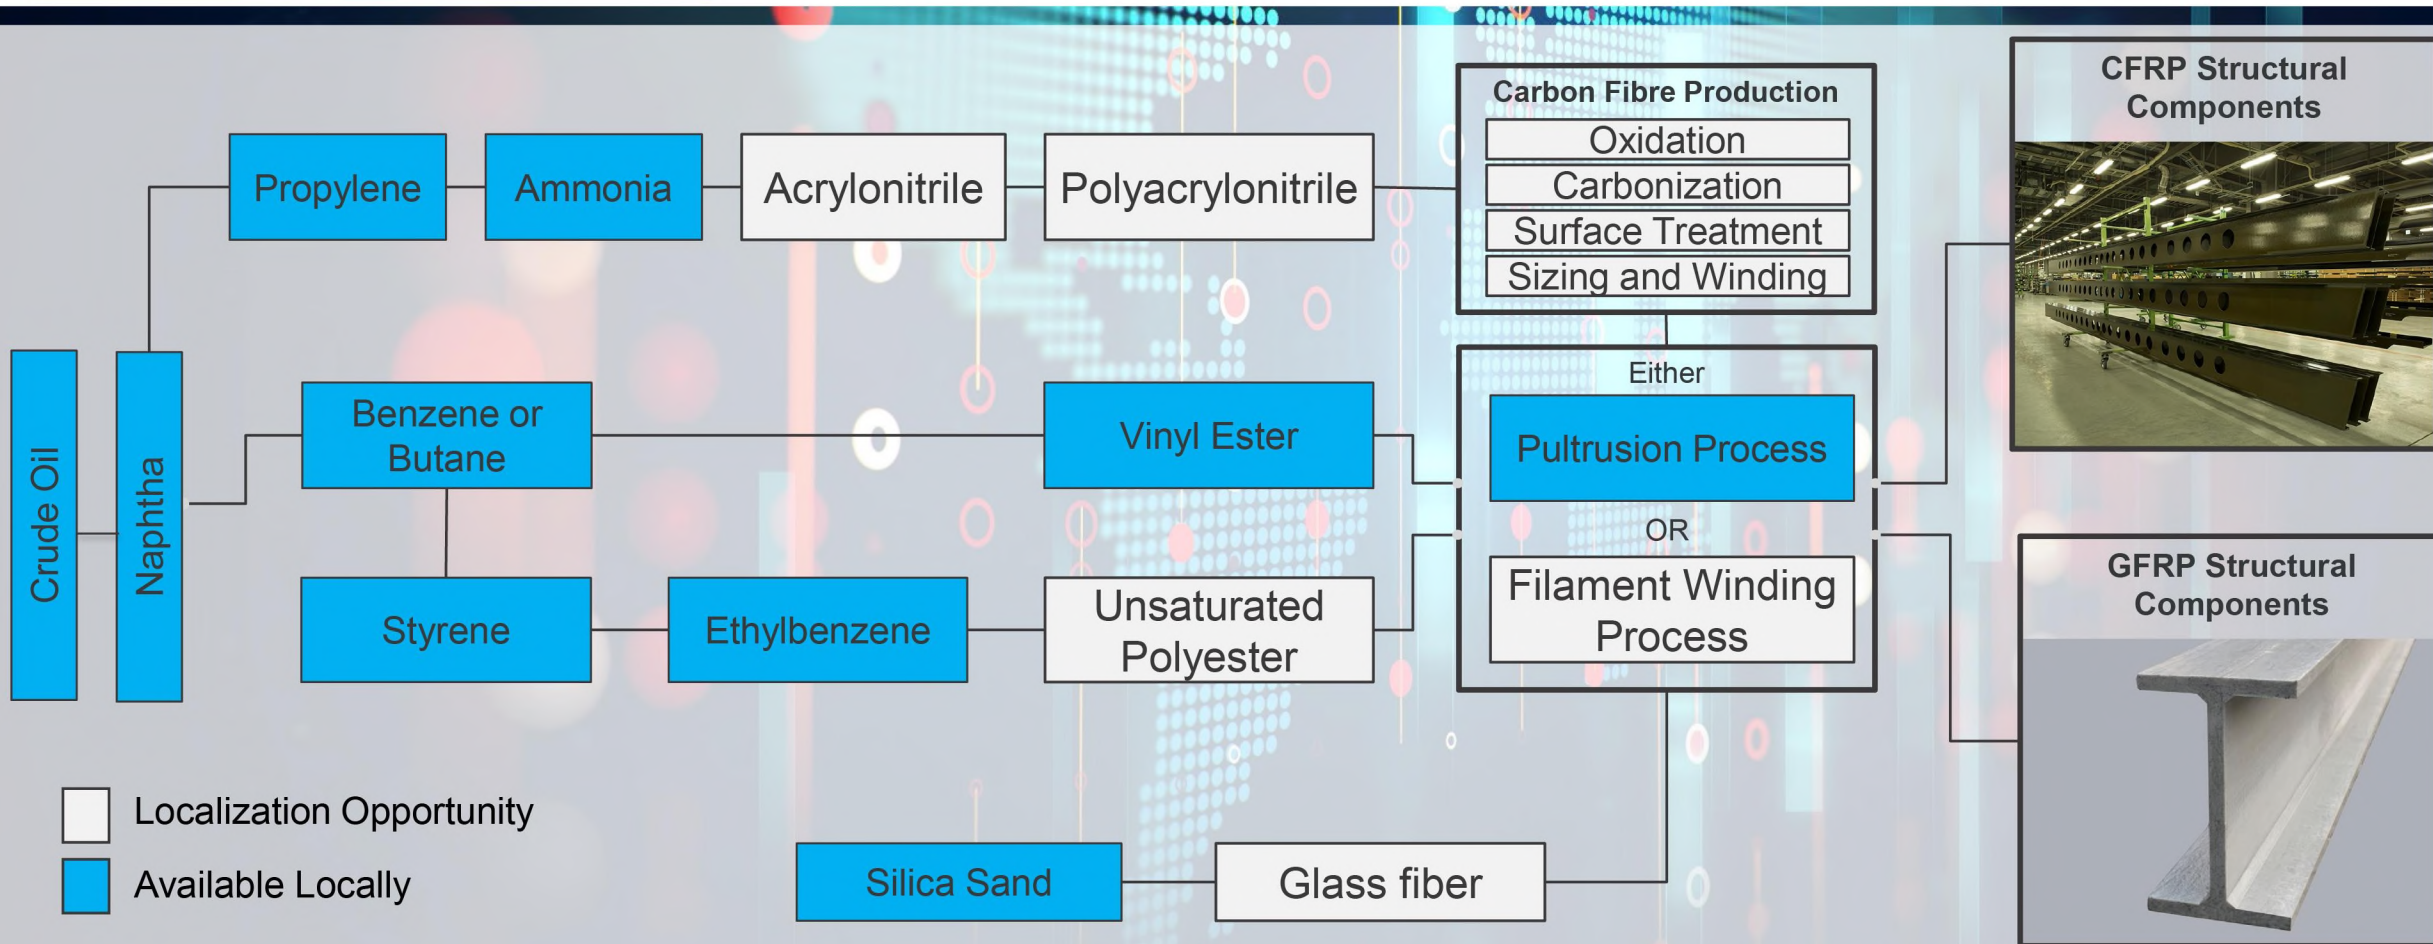 Carbon Fibre Production
Oxidation
Carbonization
Surface Treatment
Sizing and Winding
CFRP Structural
Components
Propylene
Ammonia
Acrylonitrile
Polyacrylonitrile
Crude Oil
Naphtha
Benzene or
Butane
Vinyl Ester
Either
Pultrusion Process
OR
Filament Winding
Process
Styrene
Ethylbenzene
Unsaturated
Polyester
GFRP Structural
Components
Localization Opportunity
Available Locally
Silica Sand
Glass fiber